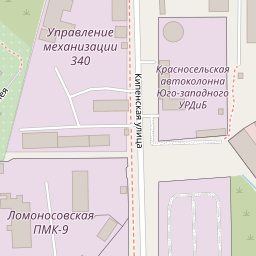 Управление
механизации
340
Красносельская
автоколонна
Юго-западного
УРДиБ
Кипенская улица
Ломоносовская
ПМК-9